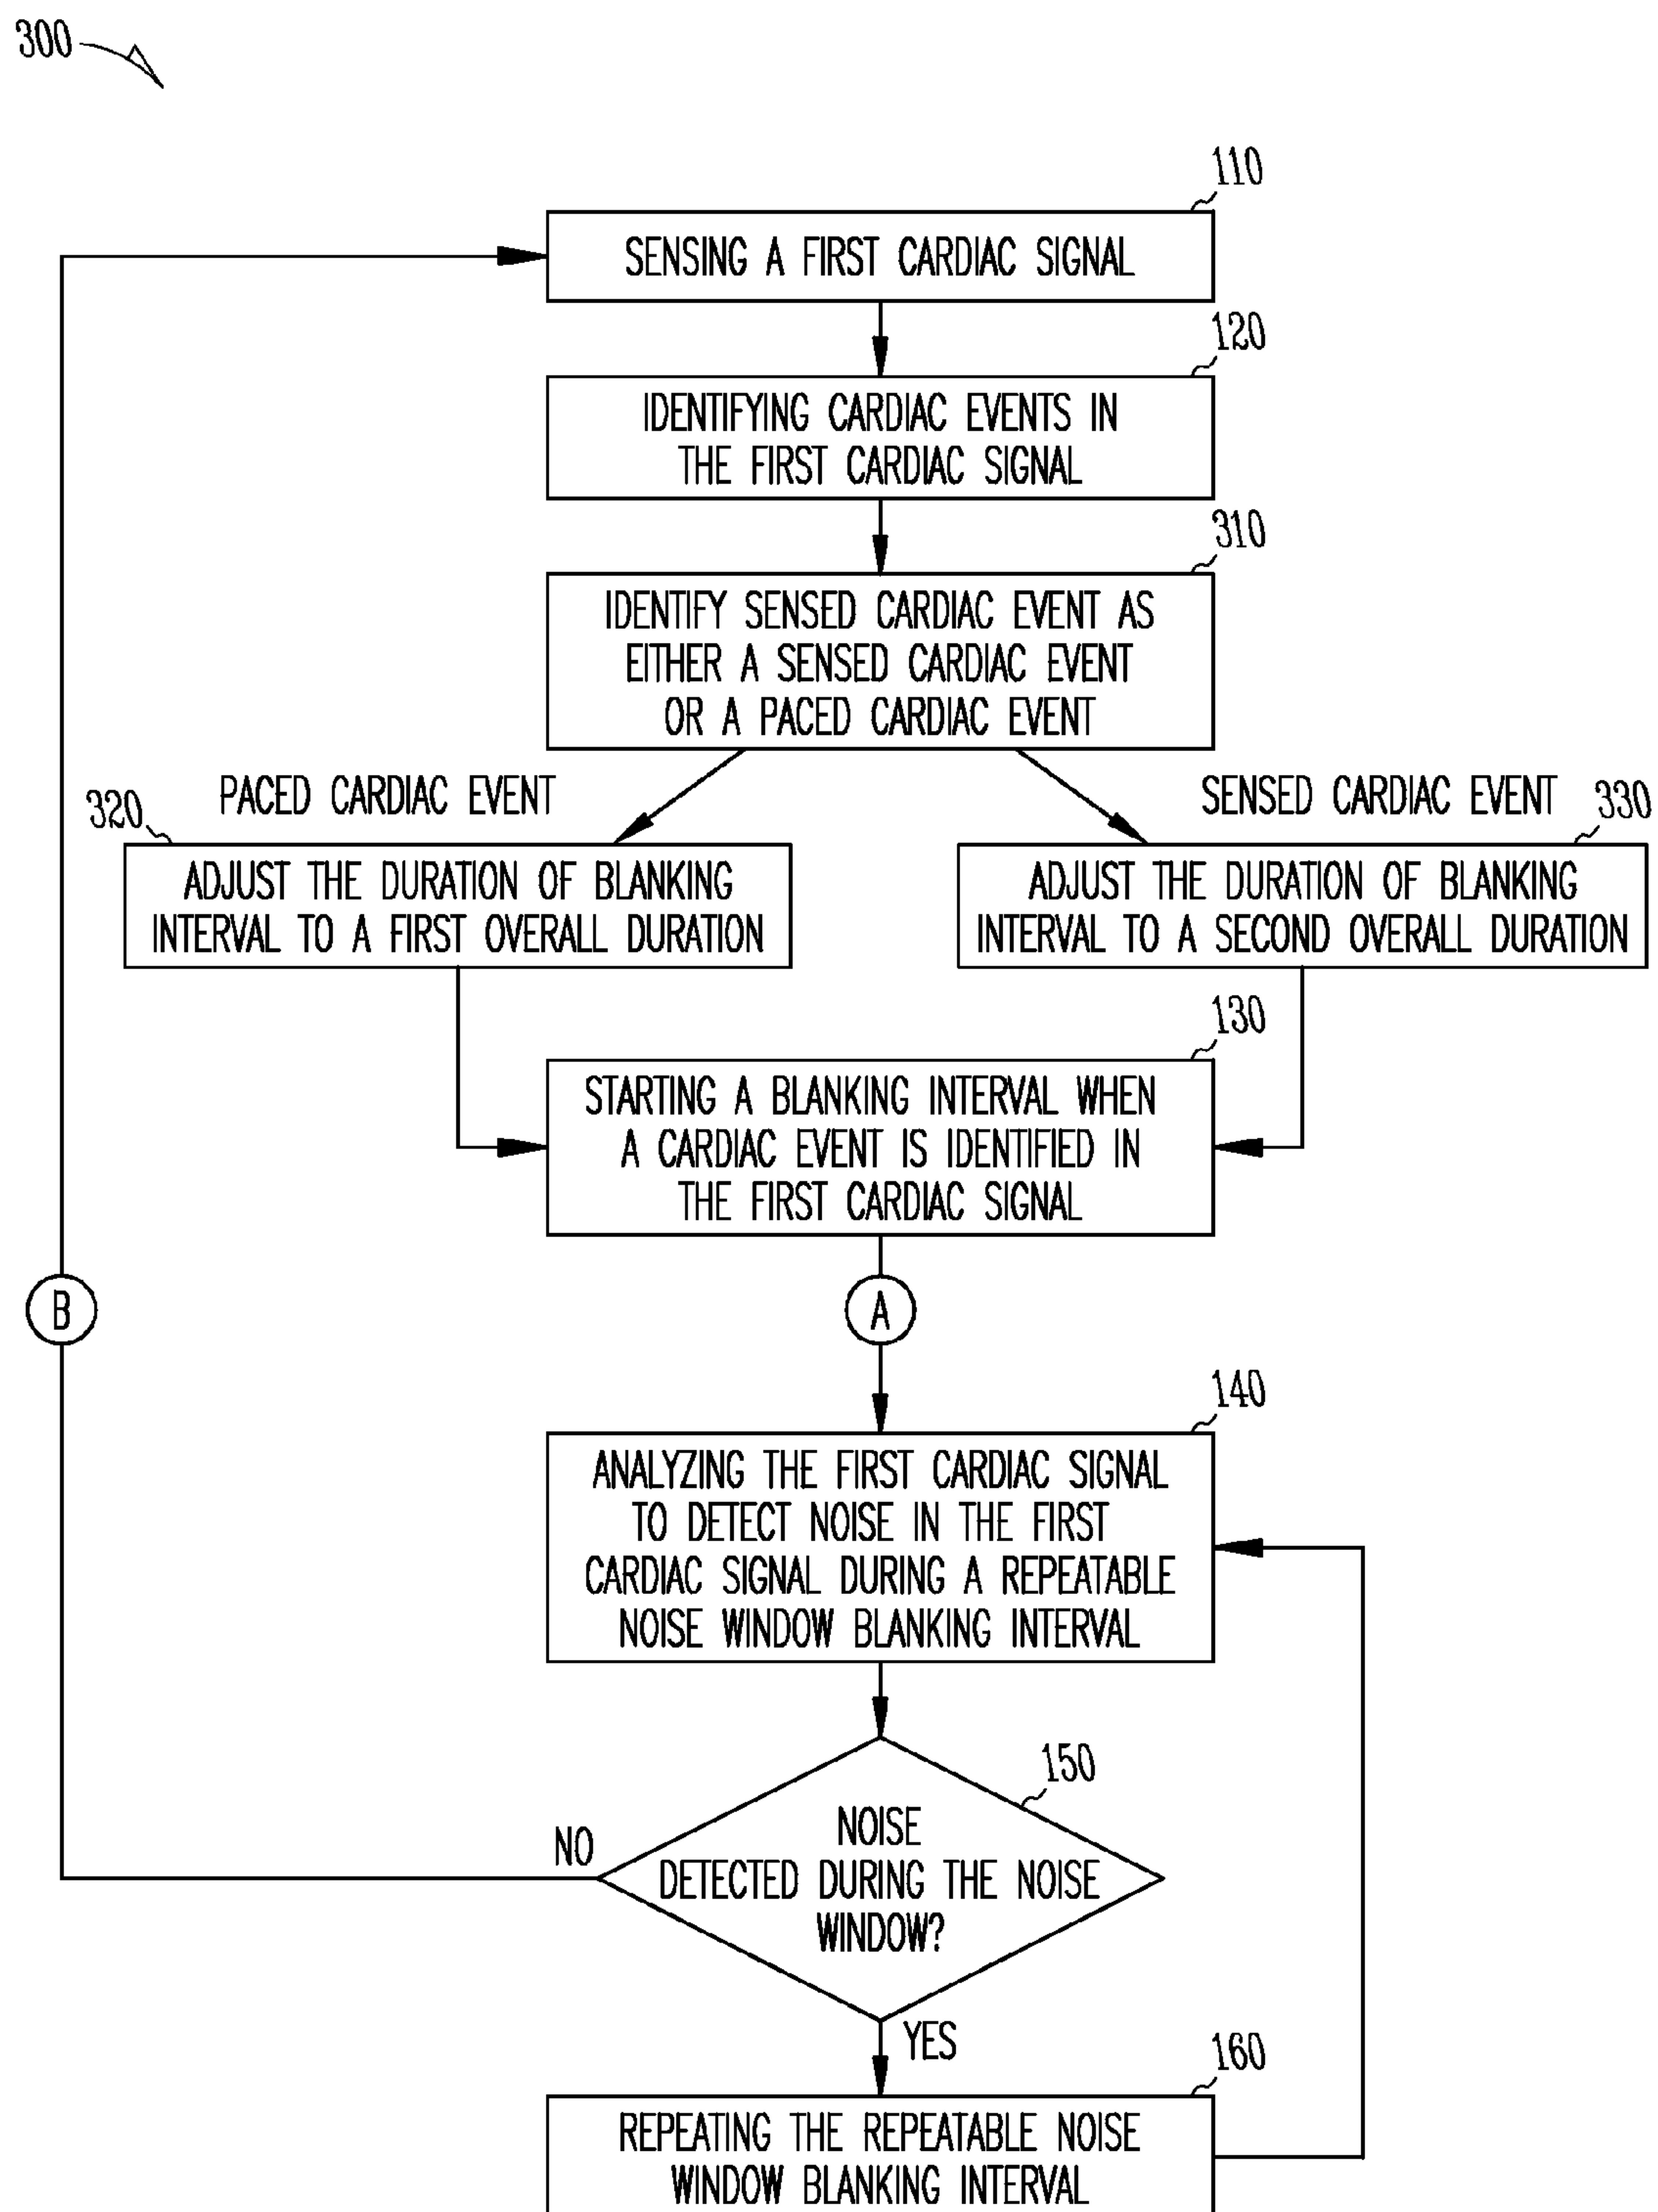 300
110
SENSING A FIRST CARDIAC SIGNAL
120
IDENTIFYING CARDIAC EVENTS IN
THE FIRST CARDIAC SIGNAL
310
IDENTIFY SENSED CARDIAC EVENT AS
EITHER A SENSED CARDIAC EVENT
OR A PACED CARDIAC EVENT
PACED CARDIAC EVENT
SENSED CARDIAC EVENT
320
330
ADJUST THE DURATION OF BLANKING
INTERVAL TO A FIRST OVERALL DURATION
ADJUST THE DURATION OF BLANKING
INTERVAL TO A SECOND OVERALL DURATION
130
STARTING A BLANKING INTERVAL WHEN
A CARDIAC EVENT IS IDENTIFIED IN
THE FIRST CARDIAC SIGNAL
B
A
140
ANALYZING THE FIRST CARDIAC SIGNAL
TO DETECT NOISE IN THE FIRST
CARDIAC SIGNAL DURING A REPEATABLE
NOISE WINDOW BLANKING INTERVAL
150
NO
NOISE
DETECTED DURING THE NOISE
WINDOW?
YES
160
REPEATING THE REPEATABLE NOISE
WINDOW BLANKING INTERVAL